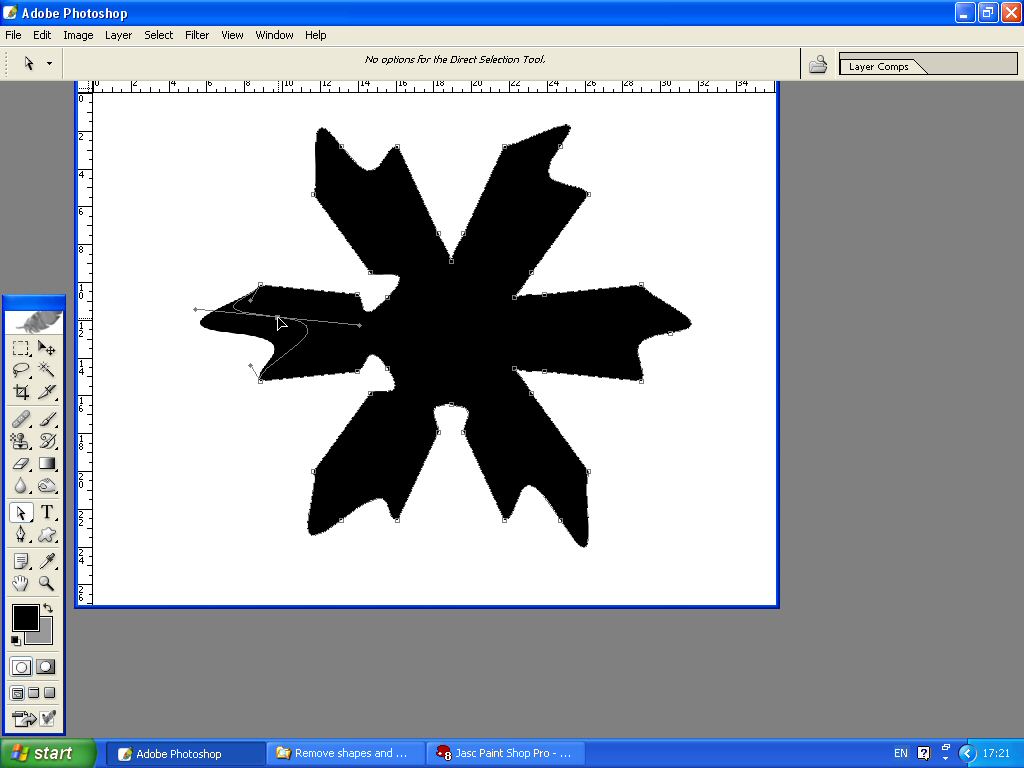 Adobe Photoshop
File Edit Image Layer Select Filter View Window Help
No options for the Direct Selection Tool.
Layer Comps
0 2 4 6 8 10 12 14 16 18 20 22 24 26 28 30 32 34
0
2
4
6
8
10
12
14
16
18
20
22
24
26
T
start
Adobe Photoshop
Remove shapes and ...
8 Jasc Paint Shop Pro - ...
EN ? 17:21